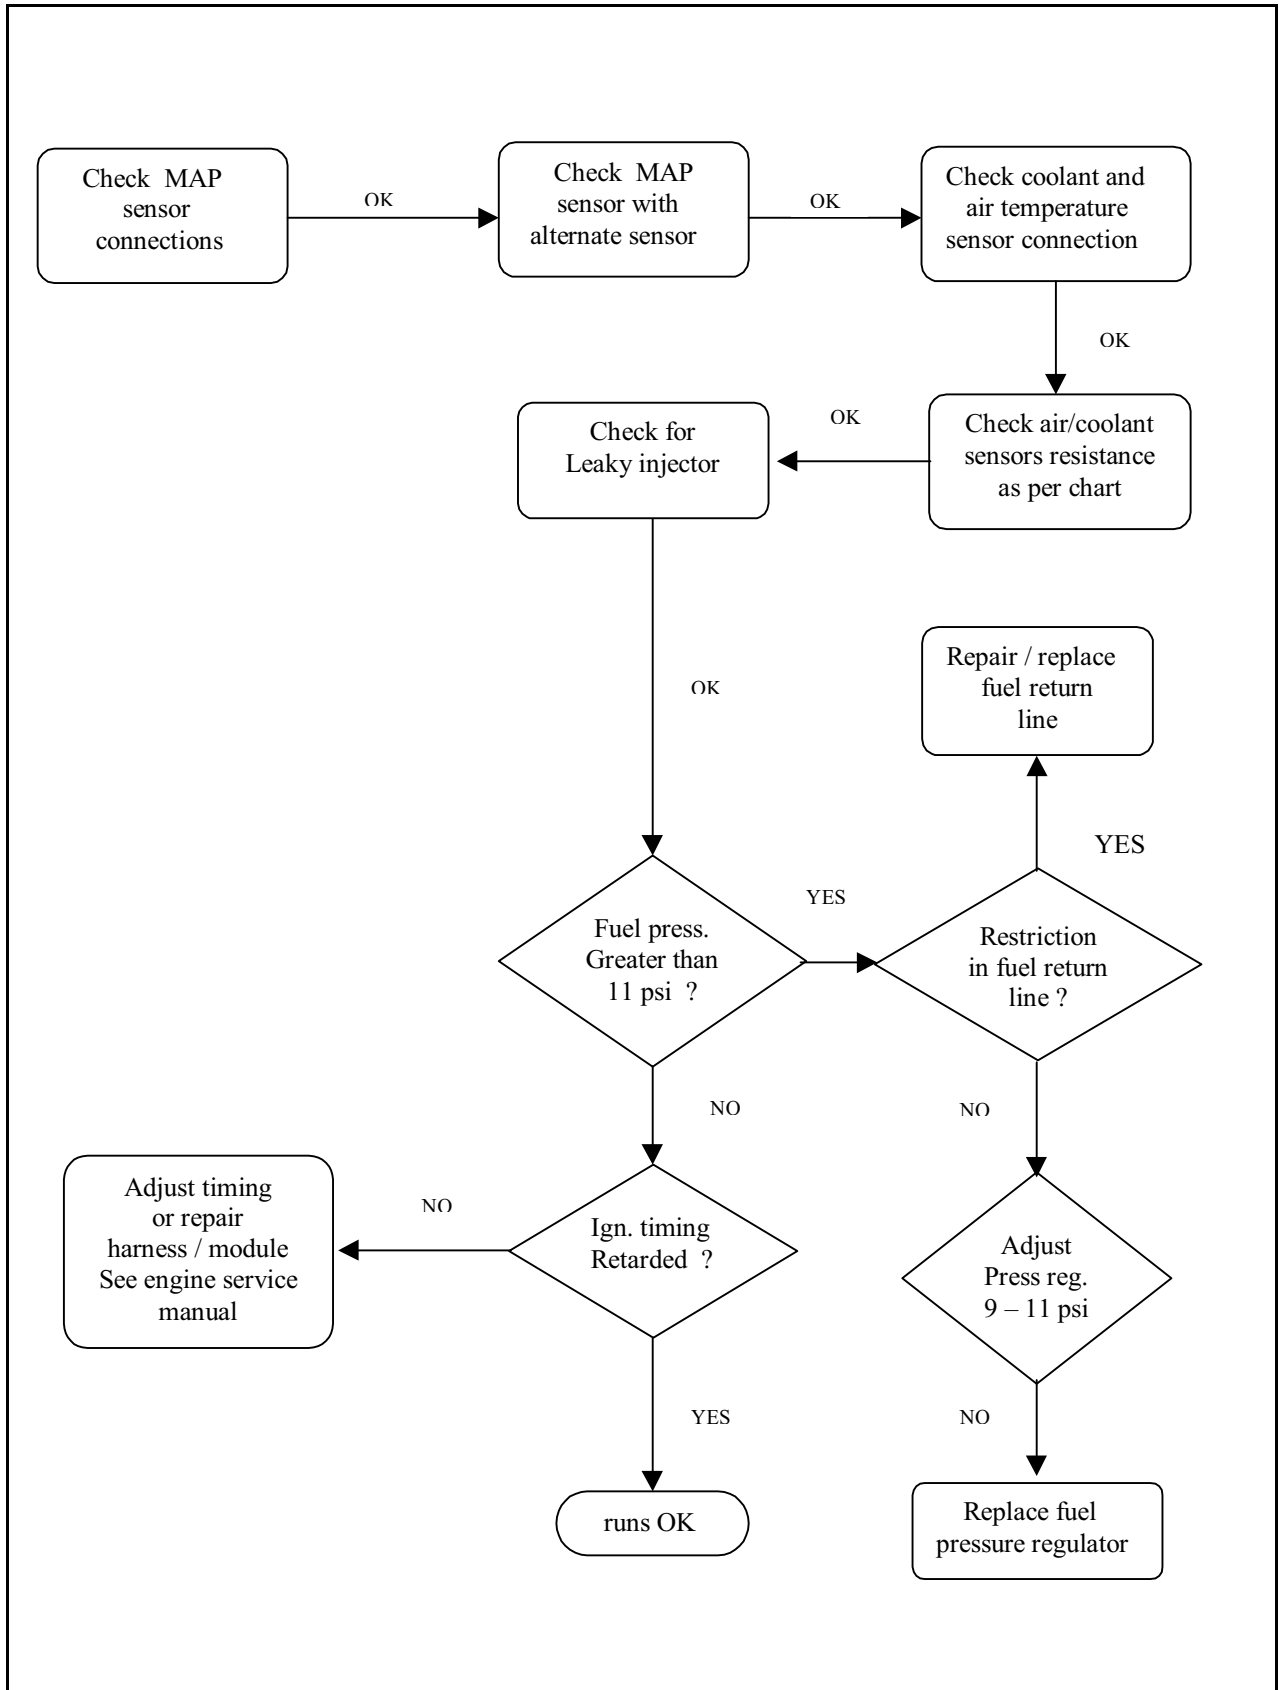 Check MAP
sensor
connections
OK
Check MAP
sensor with
alternate sensor
OK
Check coolant and
air temperature
sensor connection
OK
Check air/coolant
sensors resistance
as per chart
OK
Check for
Leaky injector
OK
Repair / replace
fuel return
line
YES
Fuel press.
Greater than
11 psi ?
YES
Restriction
in fuel return
line ?
NO
NO
Adjust timing
or repair
harness / module
See engine service
manual
NO
Ign. timing
Retarded ?
Adjust
Press reg.
9 – 11 psi
YES
NO
runs OK
Replace fuel
pressure regulator